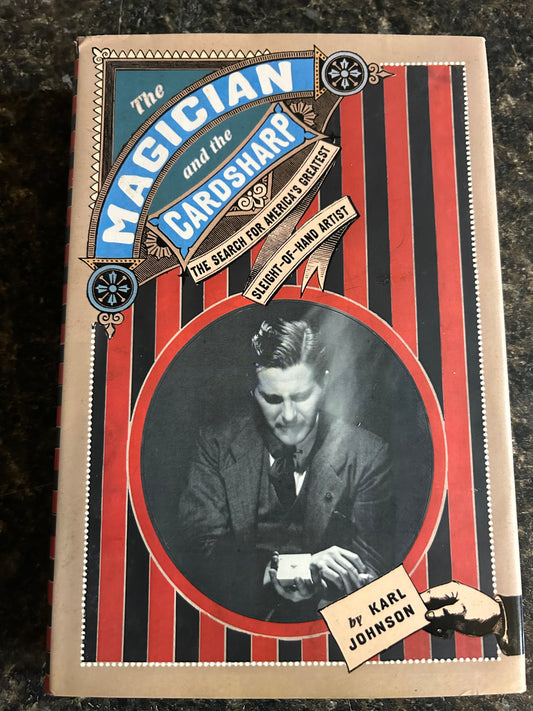 The
MAGICIAN
and the
CARDSHARP
THE SEARCH FOR AMERICA'S GREATEST
SLEIGHT-OF-HAND ARTIST
by KARL
JOHNSON